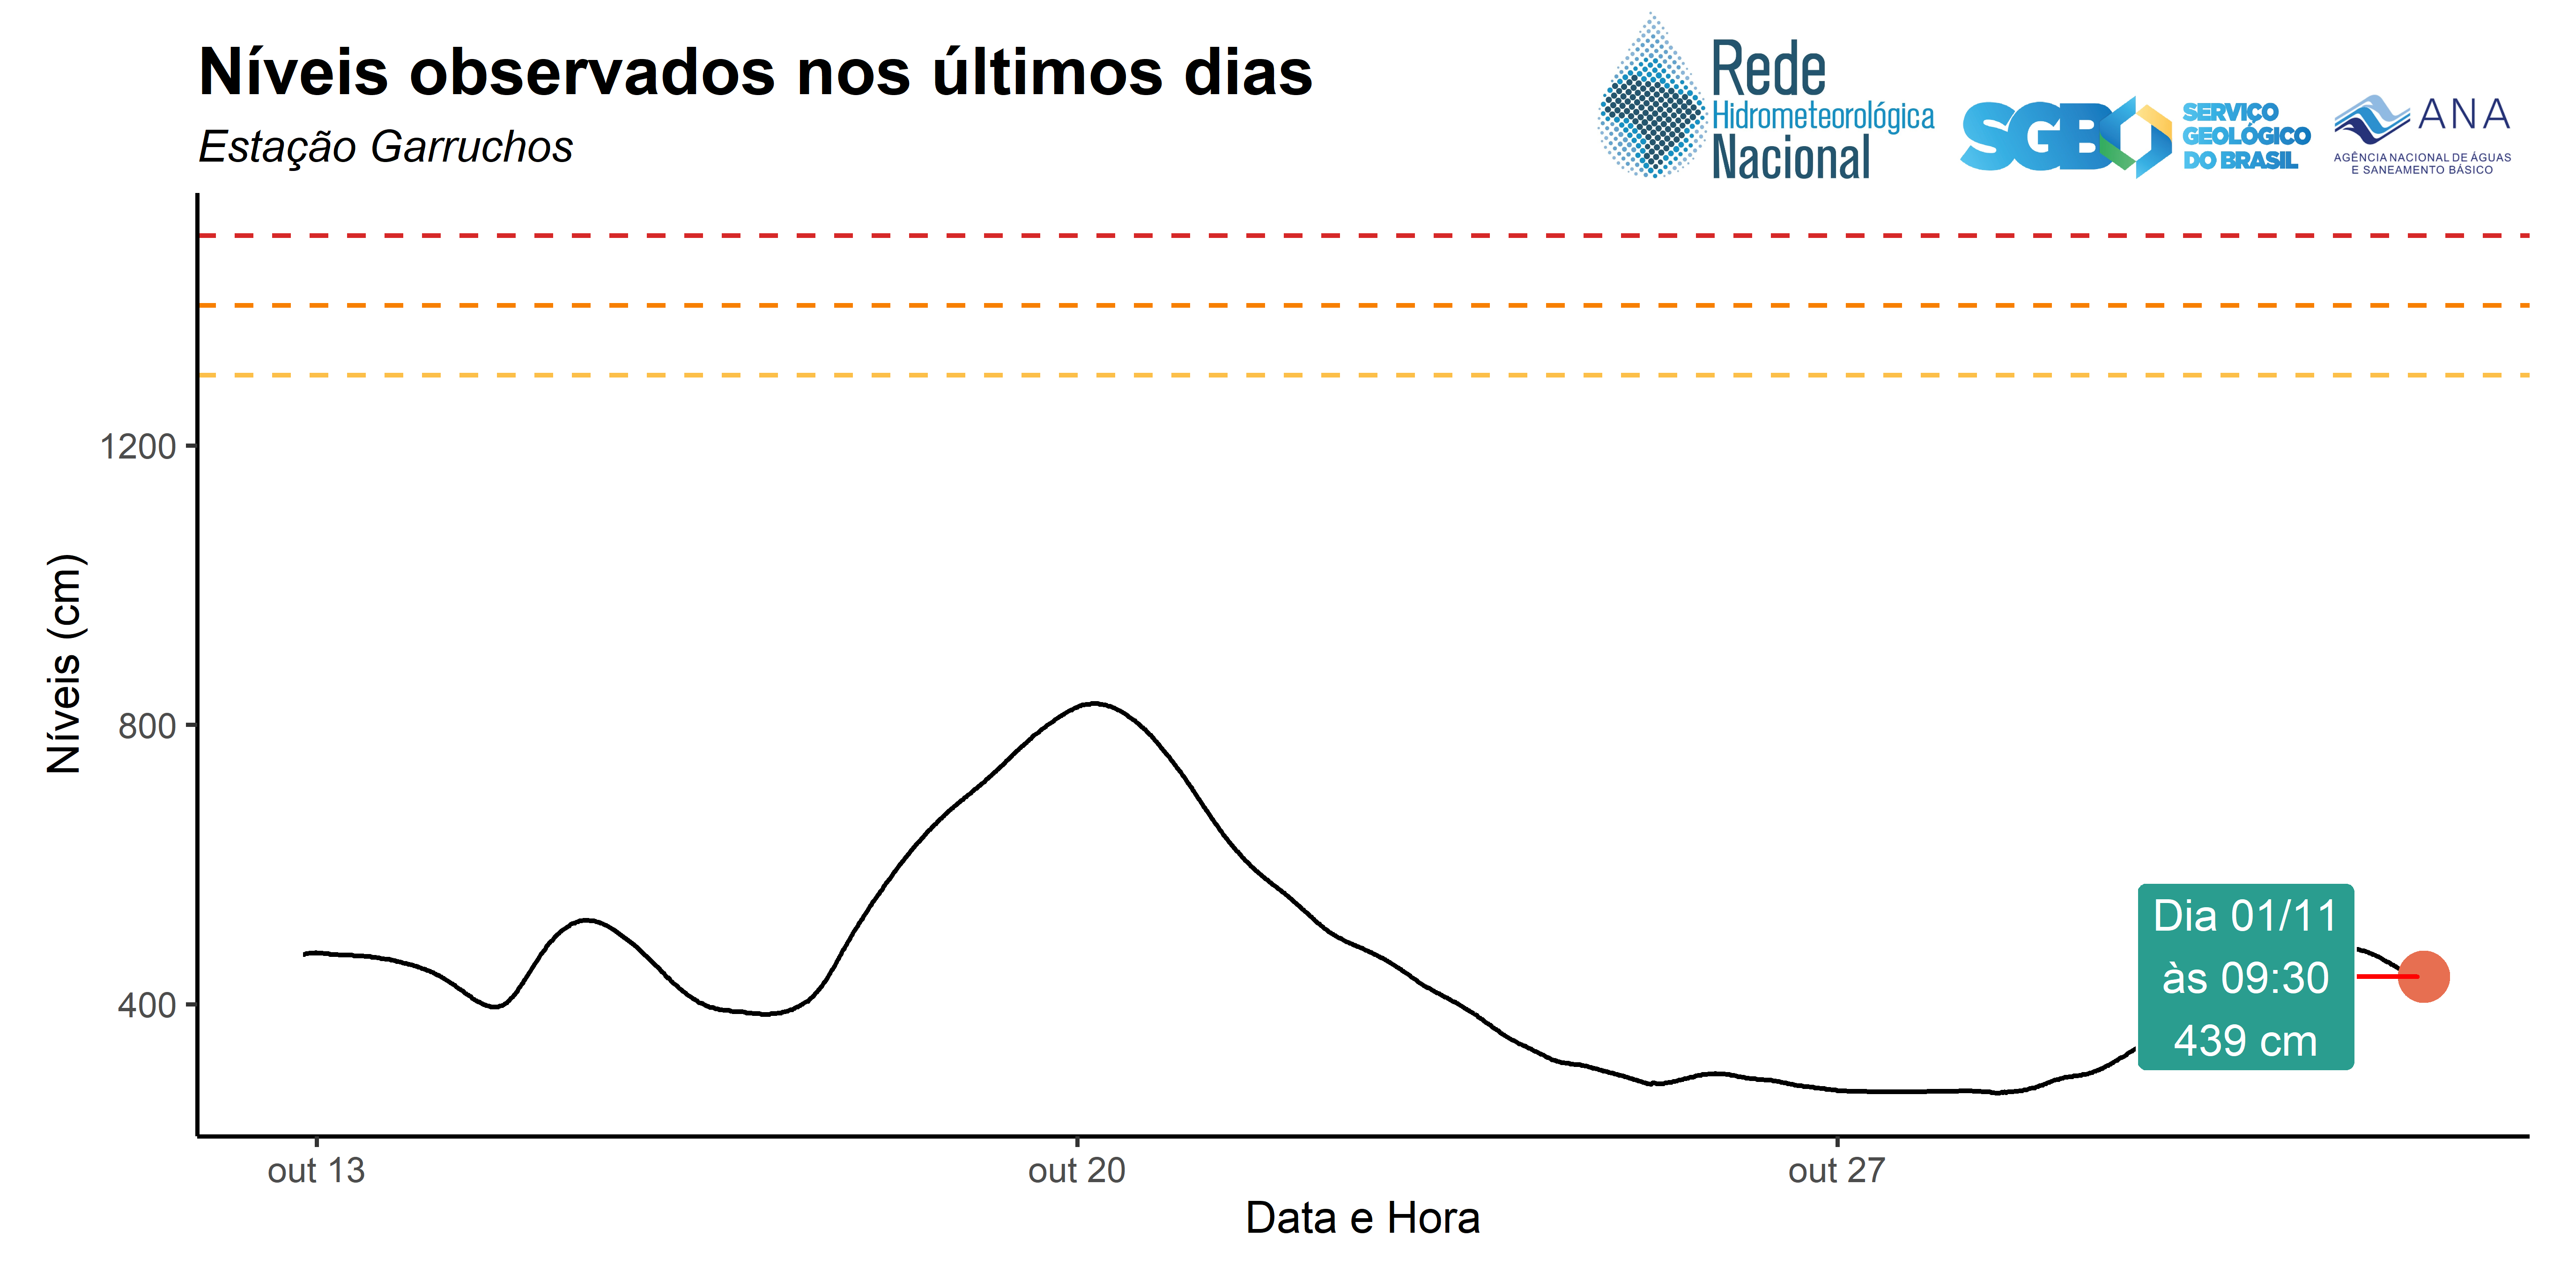 Níveis observados nos últimos dias
Estação Garruchos
Rede
Hidrometeorológica
Nacional
SGB
SERVIÇO
GEOLÓGICO
DO BRASIL
ANA
AGÊNCIA NACIONAL DE ÁGUAS
E SANEAMENTO BÁSICO
Níveis (cm)
1200
800
400
Dia 01/11
às 09:30
439 cm
out 13
out 20
out 27
Data e Hora